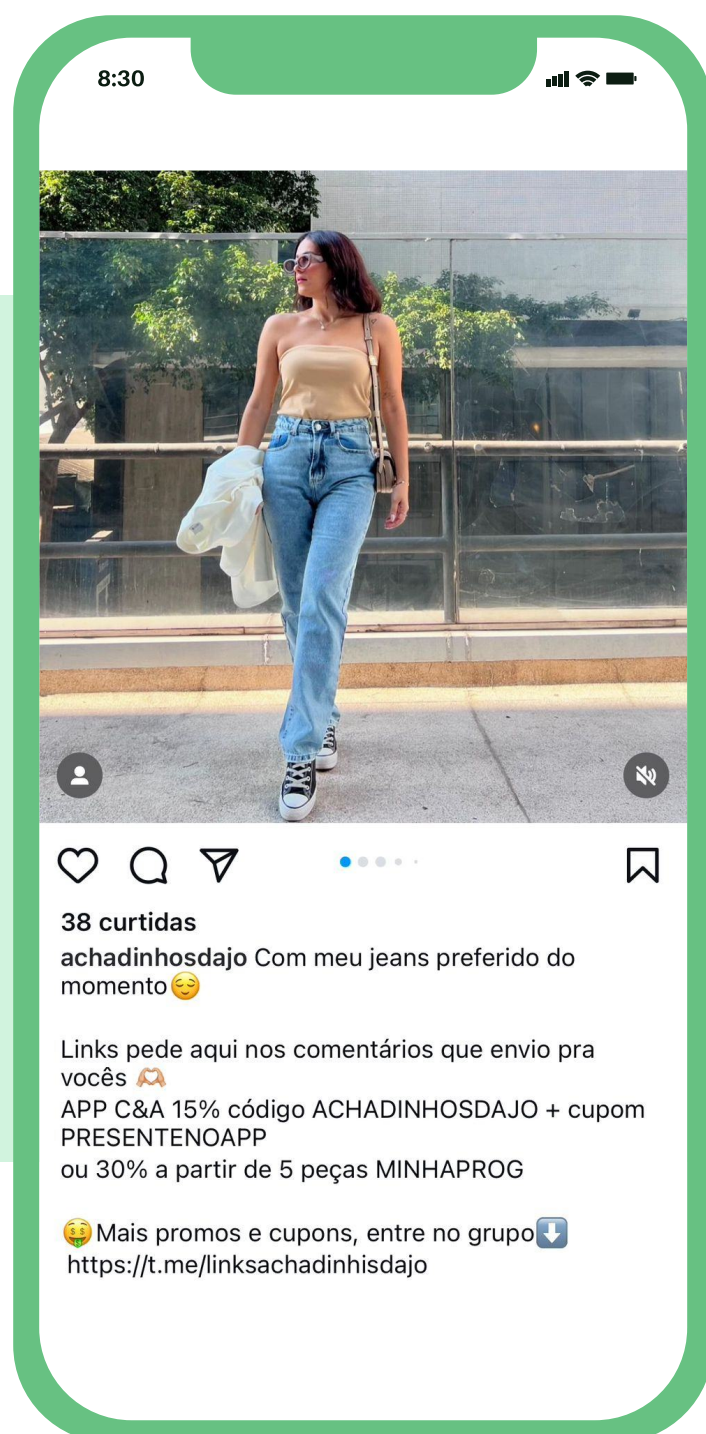 8:30
38 curtidas
achadinhosdajo Com meu jeans preferido do
momento😌
Links pede aqui nos comentários que envio pra
vocês 🫶🏼
APP C&A 15% código ACHADINHOSDAJO + cupom
PRESENTENOAPP
ou 30% a partir de 5 peças MINHAPROG
🤑Mais promos e cupons, entre no grupo⬇️
https://t.me/linksachadinhisdajo